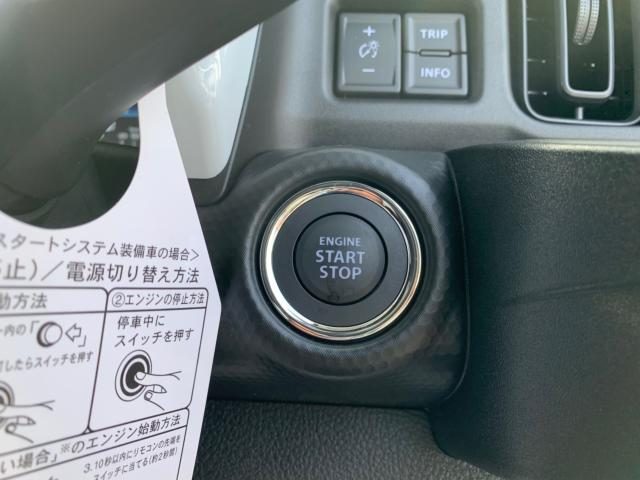 +
TRIP
−
INFO
ENGINE
START
STOP
スタートシステム装備車の場合>
止)／電源切り替え方法
動方法
②エンジンの停止方法
内の「
停車中に
スイッチを押す
したらスイッチを押す
い場合」※のエンジン始動方法
3.10秒以内にリモコンの先端を
スイッチに当てる(約2秒間)